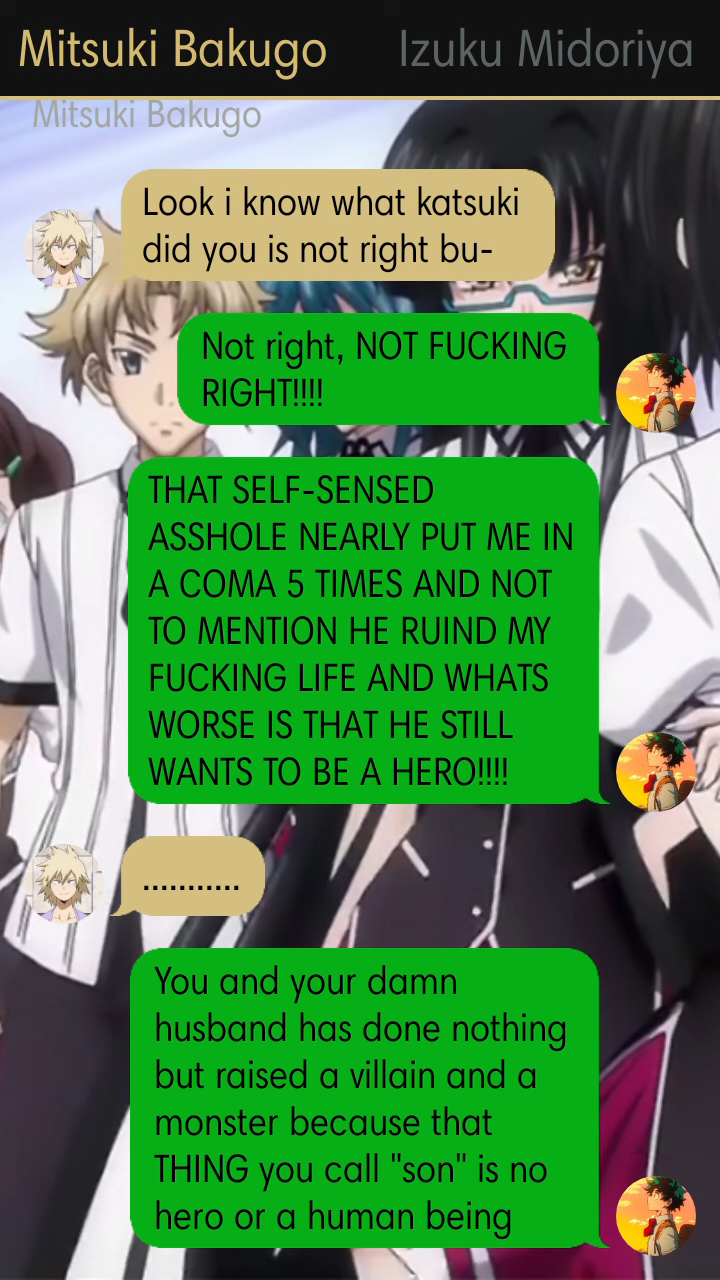 Mitsuki Bakugo
Izuku Midoriya
Mitsuki Bakugo
Look i know what katsuki
did you is not right bu-
Not right, NOT FUCKING
RIGHT!!!!
THAT SELF-SENSED
ASSHOLE NEARLY PUT ME IN
A COMA 5 TIMES AND NOT
TO MENTION HE RUIND MY
FUCKING LIFE AND WHATS
WORSE IS THAT HE STILL
WANTS TO BE A HERO!!!!
...........
You and your damn
husband has done nothing
but raised a villain and a
monster because that
THING you call "son" is no
hero or a human being